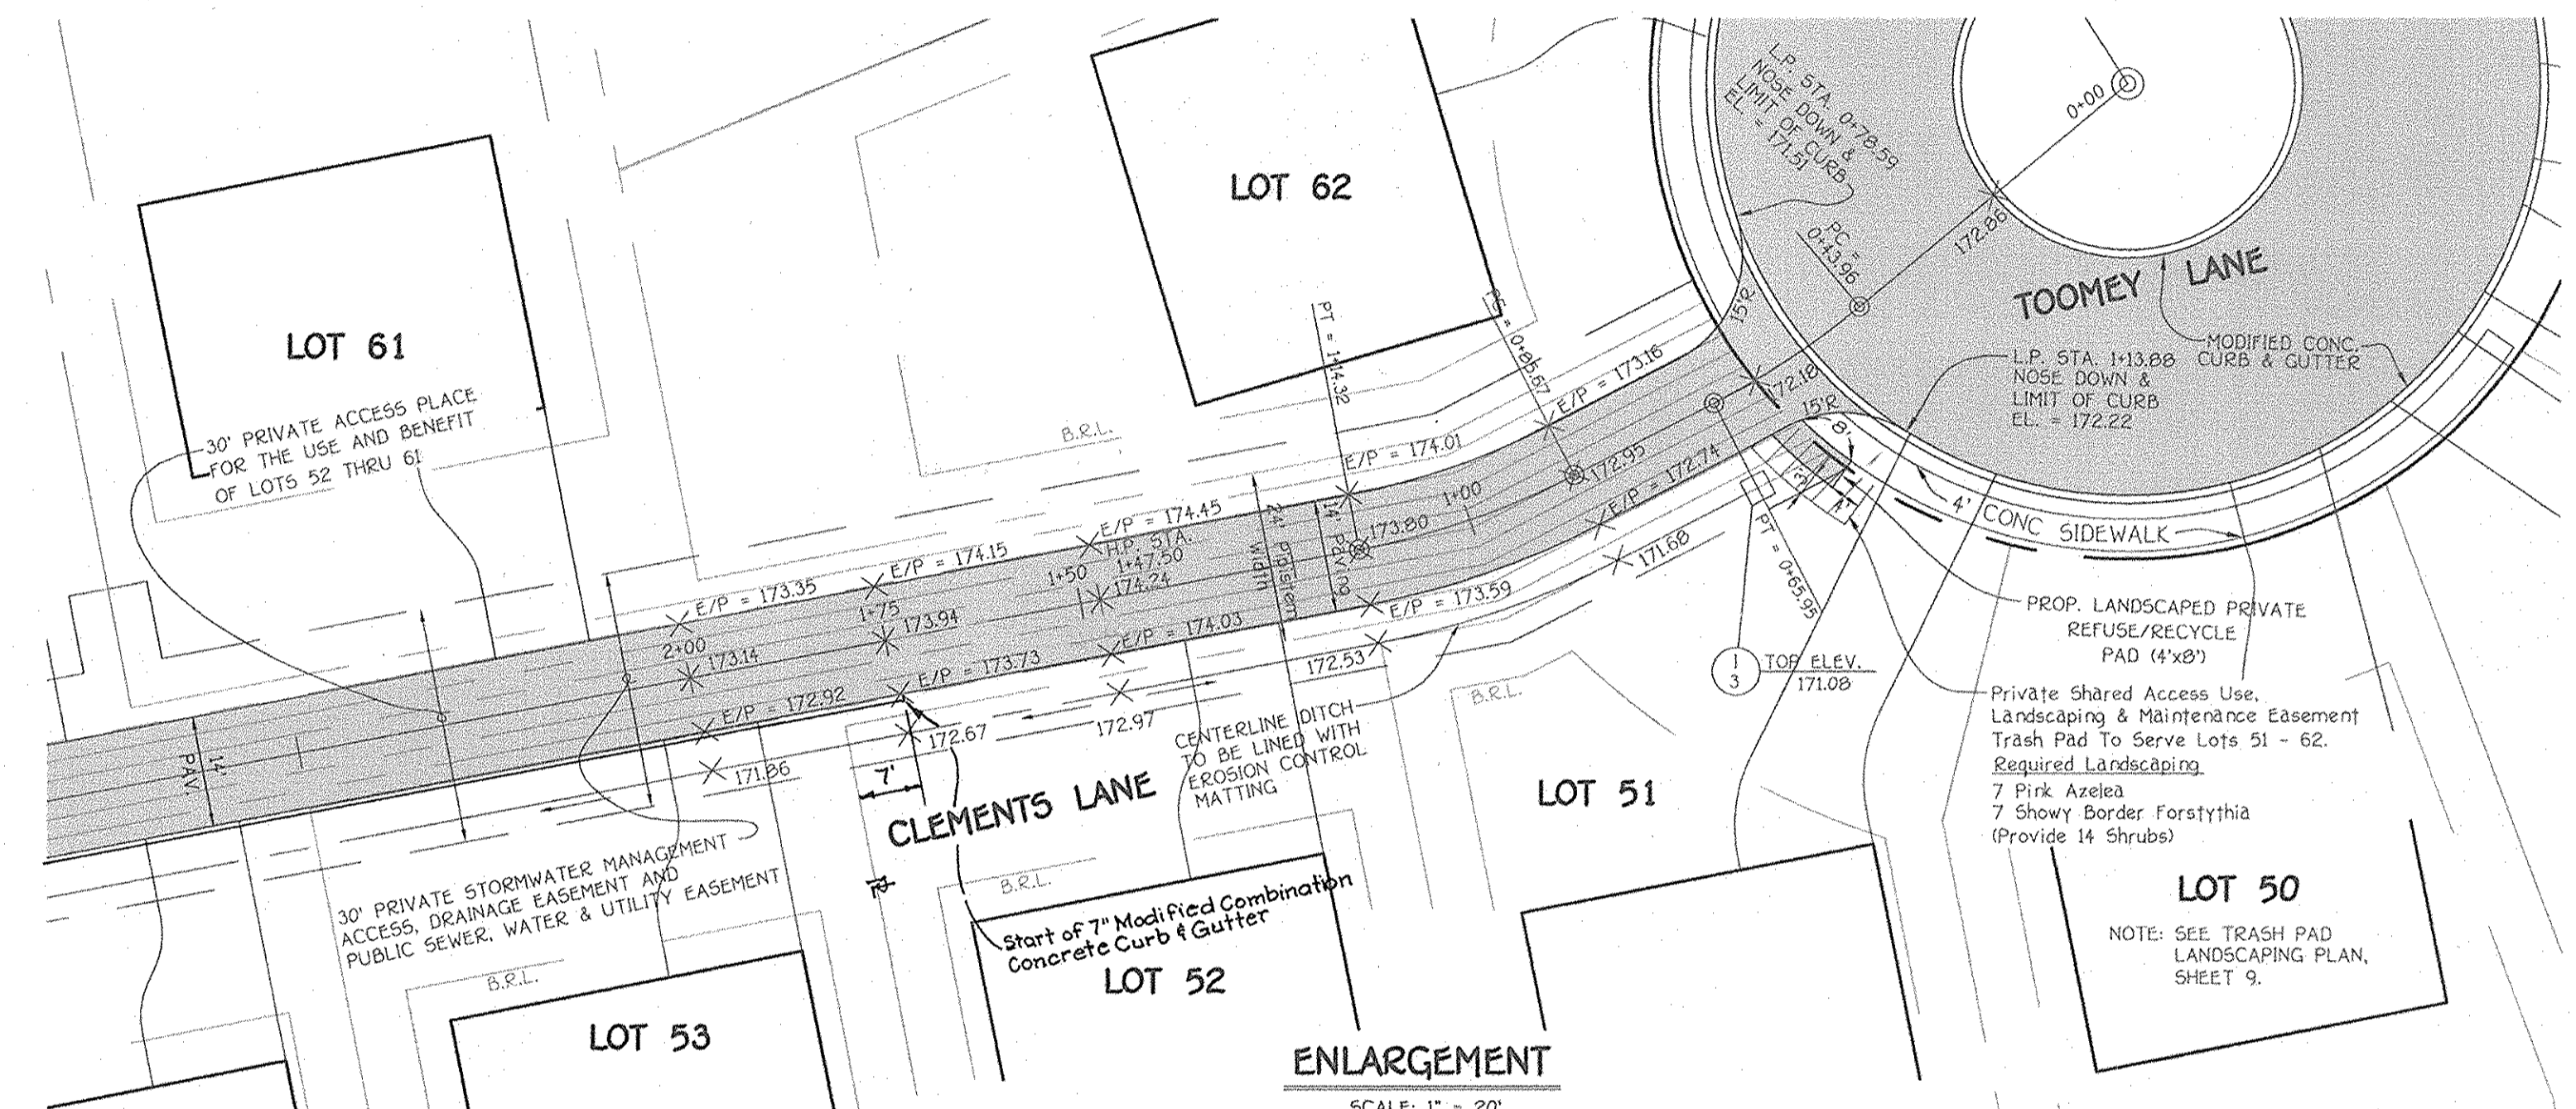 L.P. STA. 0+78.59
NOSE DOWN &
LIMIT OF CURB
EL. = 171.51
0+00
LOT 62
PC =
0+43.96
172.86
TOOMEY LANE
LOT 61
15'R
MODIFIED CONC.
CURB & GUTTER
L.P. STA. 1+13.88
NOSE DOWN &
LIMIT OF CURB
EL. = 172.22
PT = 1+14.32
= 0+85.67
E/P = 173.16
172.18
15'R
30' PRIVATE ACCESS PLACE
FOR THE USE AND BENEFIT
OF LOTS 52 THRU 61
B.R.L.
E/P = 174.01
172.95
E/P = 172.74
8'
4'
4' CONC SIDEWALK
1+00
E/P = 174.45
H.P. STA.
1+47.50
174.24
1+50
24'
Width
14'
Paving
173.80
PT = 0+65.95
171.68
E/P = 174.15
E/P = 173.35
1+75
173.94
2+00
173.14
E/P = 174.03
E/P = 173.59
E/P = 173.73
E/P = 172.92
172.53
1
3
TOP ELEV.
171.08
PROP. LANDSCAPED PRIVATE
REFUSE/RECYCLE
PAD (4'x8')
Private Shared Access Use,
Landscaping & Maintenance Easement
Trash Pad To Serve Lots 51 - 62.
Required Landscaping
7 Pink Azelea
7 Showy Border Forstythia
(Provide 14 Shrubs)
B.R.L.
14'
PAV.
172.67
172.97
171.86
7'
CENTERLINE DITCH
TO BE LINED WITH
EROSION CONTROL
MATTING
CLEMENTS LANE
LOT 51
30' PRIVATE STORMWATER MANAGEMENT
ACCESS, DRAINAGE EASEMENT AND
PUBLIC SEWER, WATER & UTILITY EASEMENT
B.R.L.
B.R.L.
Start of 7" Modified Combination
Concrete Curb & Gutter
LOT 52
LOT 53
LOT 50
NOTE: SEE TRASH PAD
LANDSCAPING PLAN,
SHEET 9.
ENLARGEMENT
SCALE: 1" = 20'